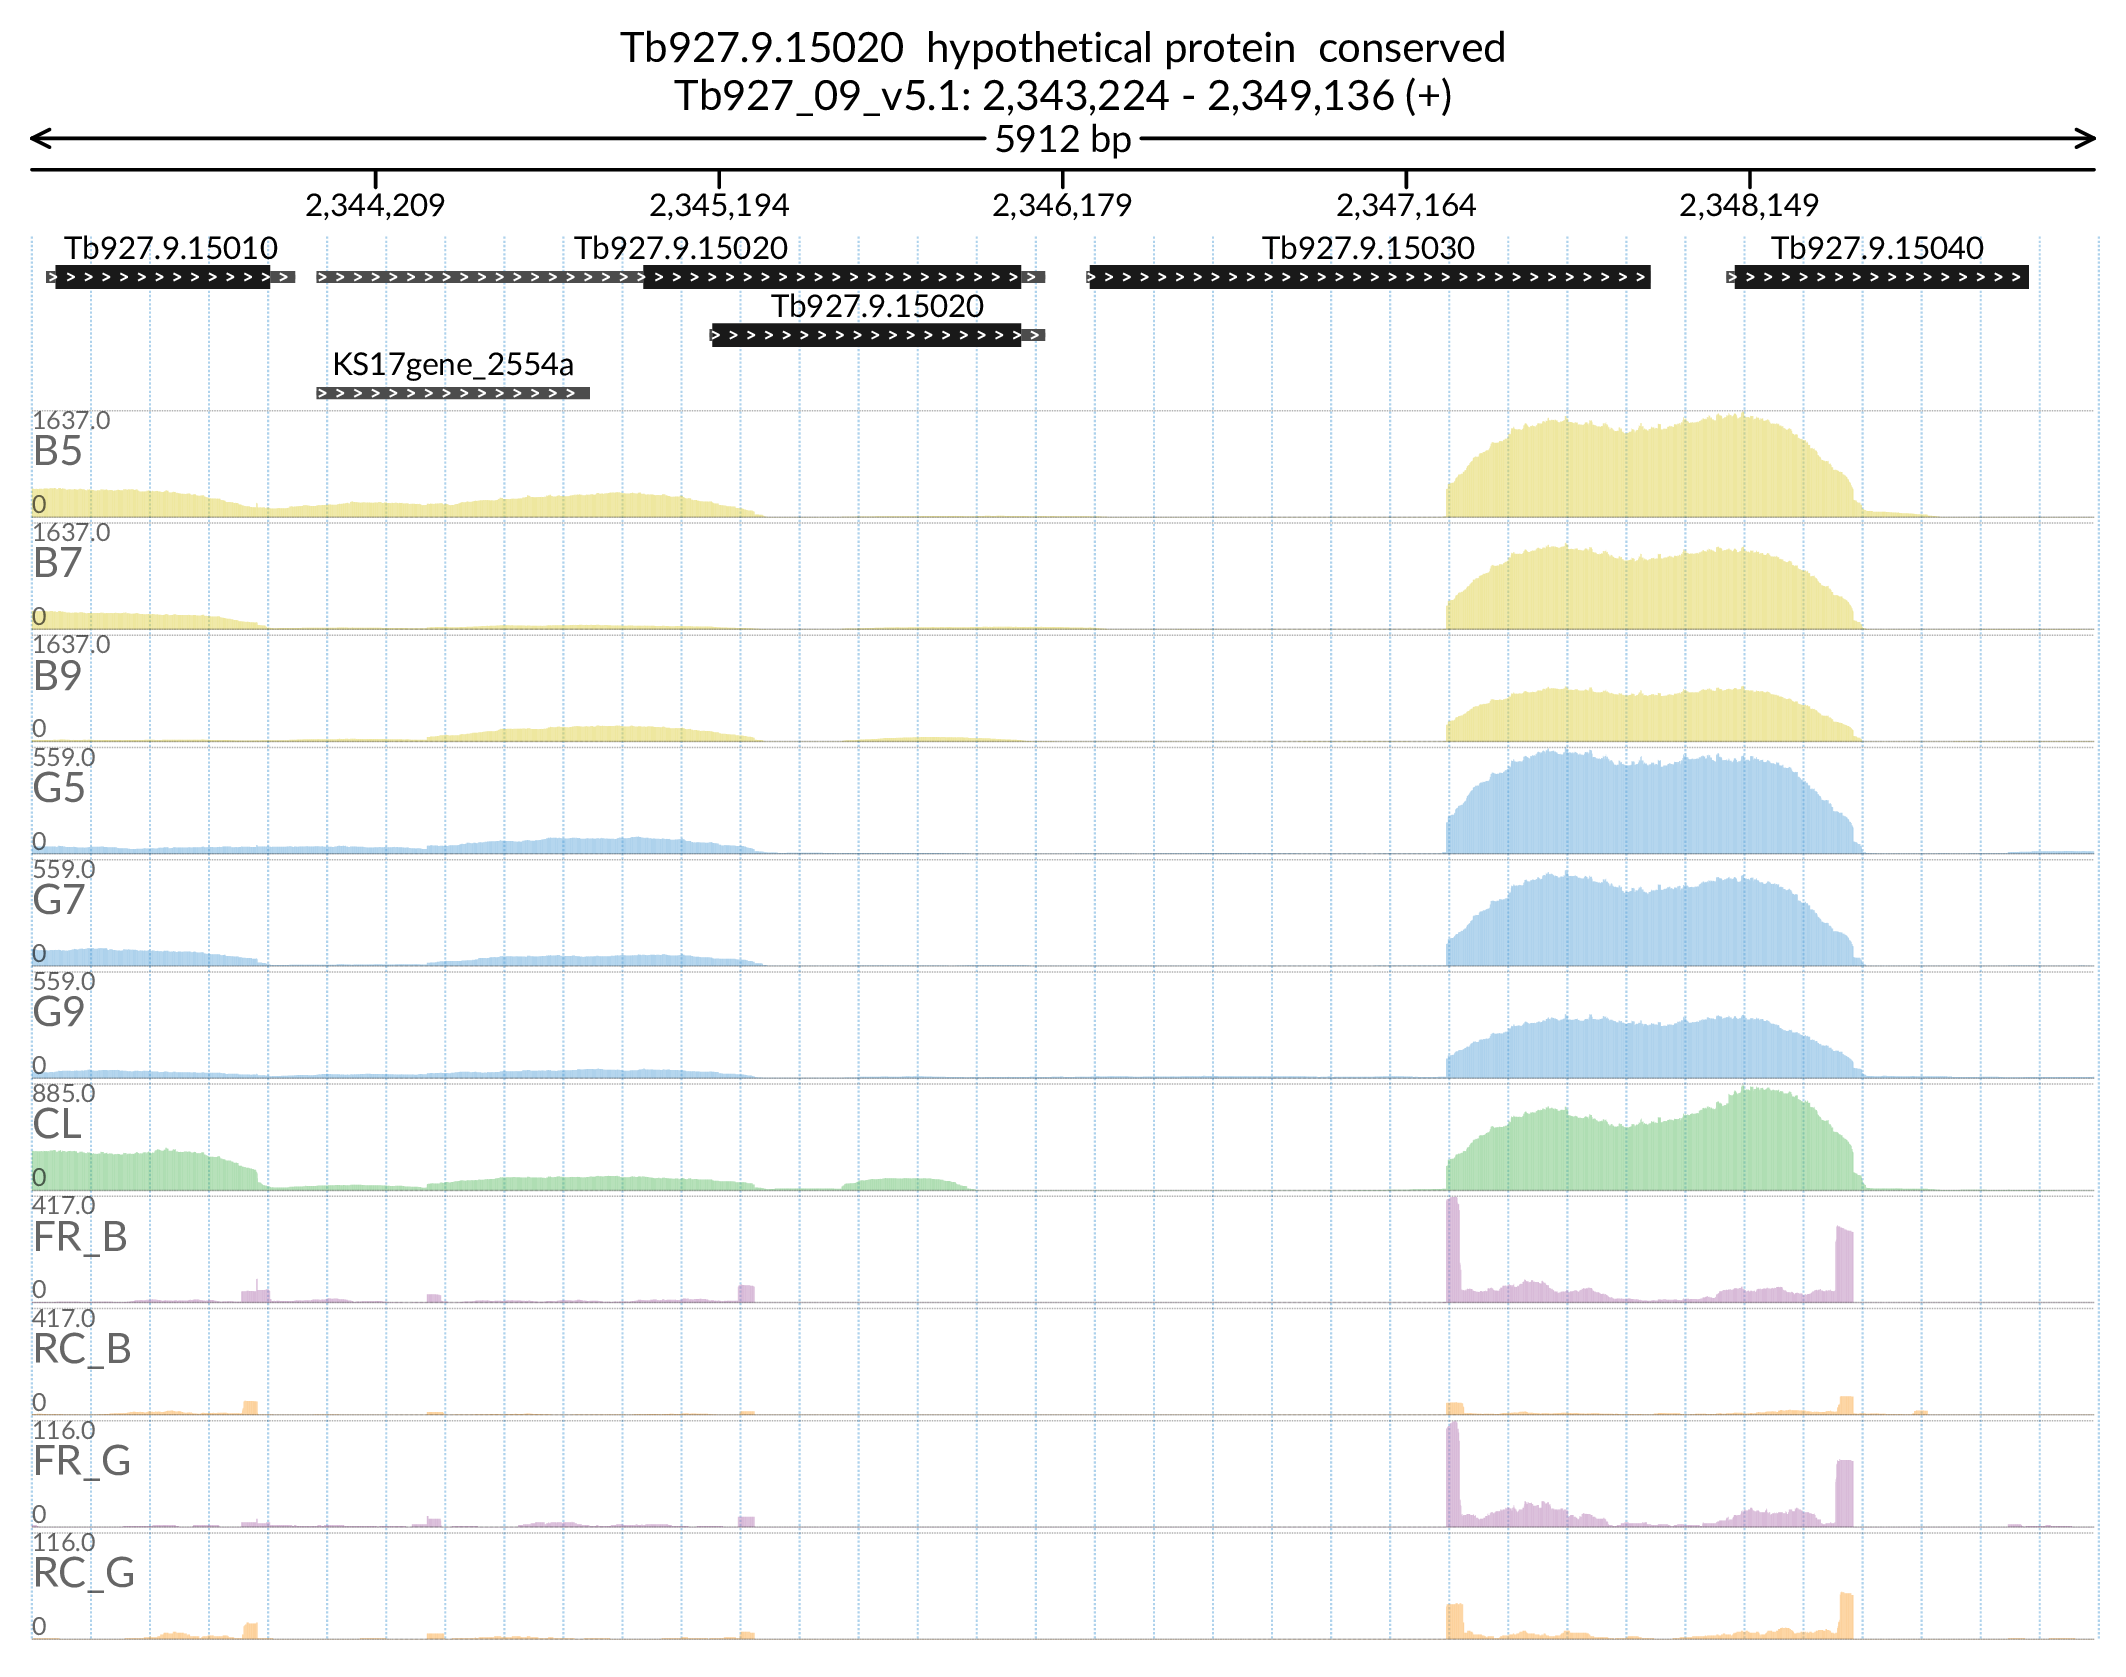 Tb927.9.15020 hypothetical protein conserved
Tb927_09_v5.1: 2,343,224 - 2,349,136 (+)
5912 bp
2,344,209 2,345,194 2,346,179 2,347,164 2,348,149
Tb927.9.15010 Tb927.9.15020 Tb927.9.15030 Tb927.9.15040
Tb927.9.15020
KS17gene_2554a
1637.0
B5
0
1637.0
B7
0
1637.0
B9
0
559.0
G5
0
559.0
G7
0
559.0
G9
0
885.0
CL
0
417.0
FR_B
0
417.0
RC_B
0
116.0
FR_G
0
116.0
RC_G
0